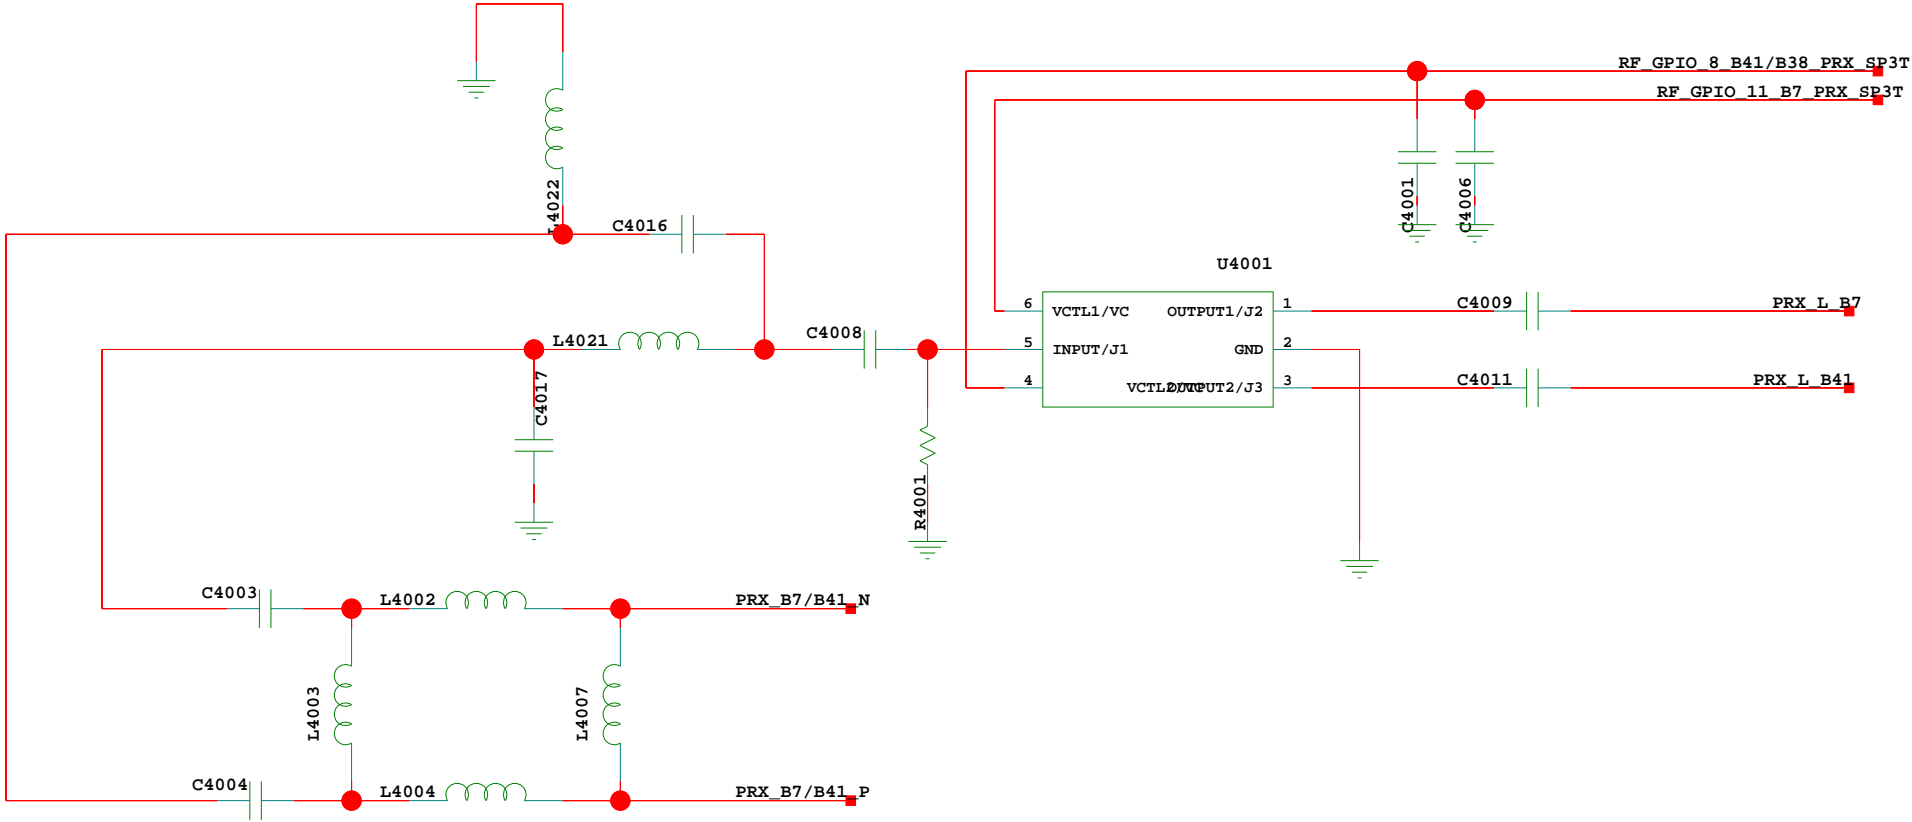 RF_GPIO_8_B41/B38_PRX_SP3T
RF_GPIO_11_B7_PRX_SP3T
L4022
C4016
C4001
C4006
U4001
6
VCTL1/VC
OUTPUT1/J2
1
C4009
PRX_L_B7
L4021
C4008
5
INPUT/J1
GND
2
4
OUTPUT2/J3
3
C4011
PRX_L_B41
C4017
R4001
C4003
L4002
PRX_B7/B41_N
L4003
L4007
C4004
L4004
PRX_B7/B41_P